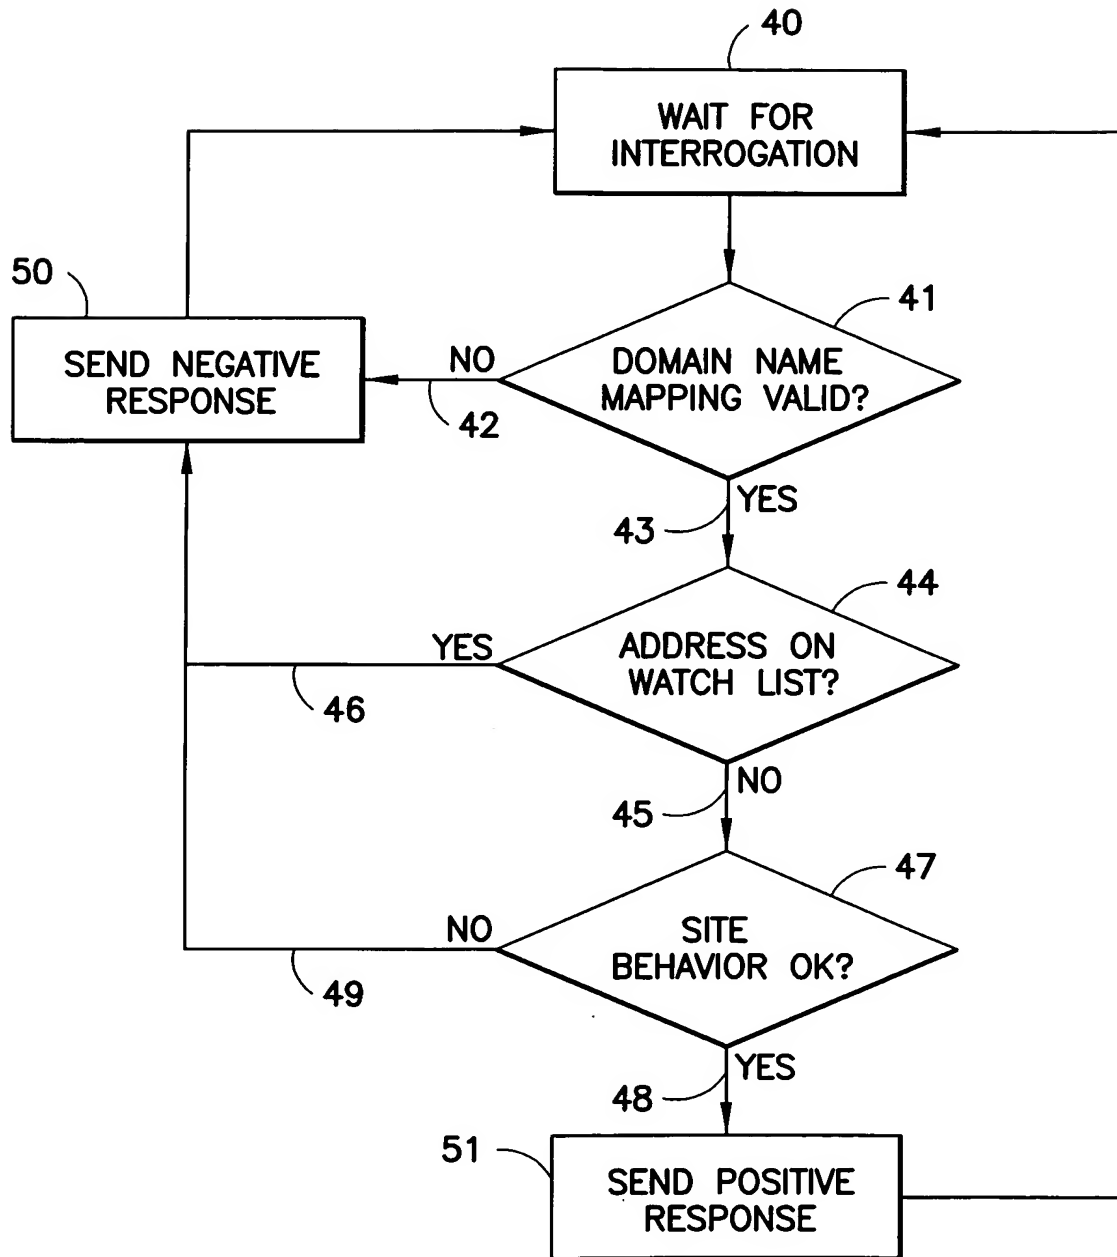 40
WAIT FOR
INTERROGATION
50
41
SEND NEGATIVE
RESPONSE
NO
DOMAIN NAME
MAPPING VALID?
42
YES
43
44
YES
ADDRESS ON
WATCH LIST?
46
NO
45
47
NO
SITE
BEHAVIOR OK?
49
YES
48
51
SEND POSITIVE
RESPONSE